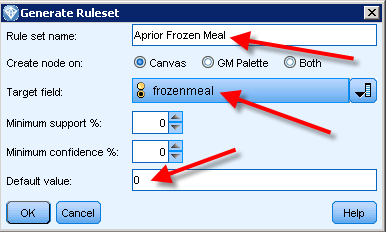 Generate Ruleset
Rule set name: Aprior Frozen Meal
Create node on: Canvas GM Palette Both
Target field: frozenmeal
Minimum support %: 0
Minimum confidence %: 0
Default value: 0
OK Cancel Help